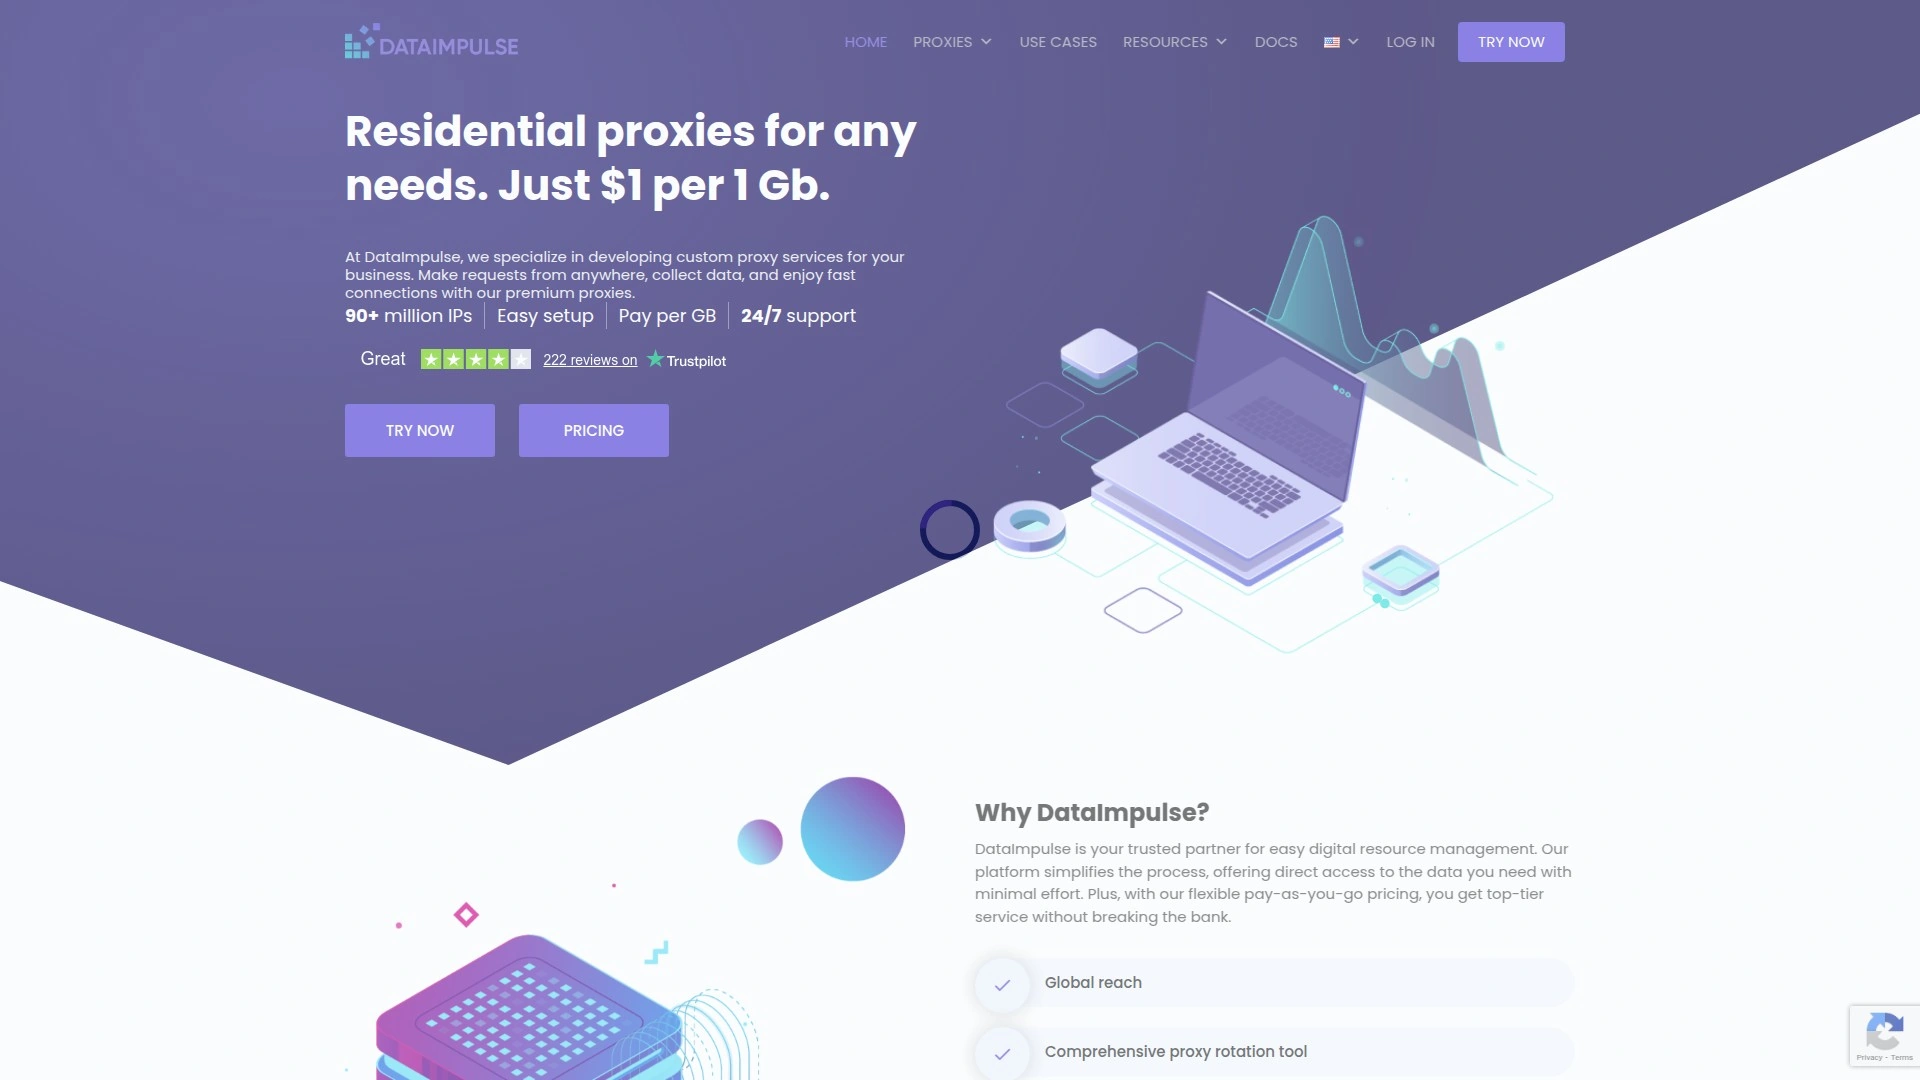 DATAIMPULSE
HOME PROXIES USE CASES RESOURCES DOCS LOG IN TRY NOW
Residential proxies for any
needs. Just $1 per 1 Gb.
At DataImpulse, we specialize in developing custom proxy services for your
business. Make requests from anywhere, collect data, and enjoy fast
connections with our premium proxies.
90+ million IPs Easy setup Pay per GB 24/7 support
Great 222 reviews on Trustpilot
TRY NOW PRICING
Why DataImpulse?
DataImpulse is your trusted partner for easy digital resource management. Our
platform simplifies the process, offering direct access to the data you need with
minimal effort. Plus, with our flexible pay-as-you-go pricing, you get top-tier
service without breaking the bank.
Global reach
Comprehensive proxy rotation tool
Privacy - Terms